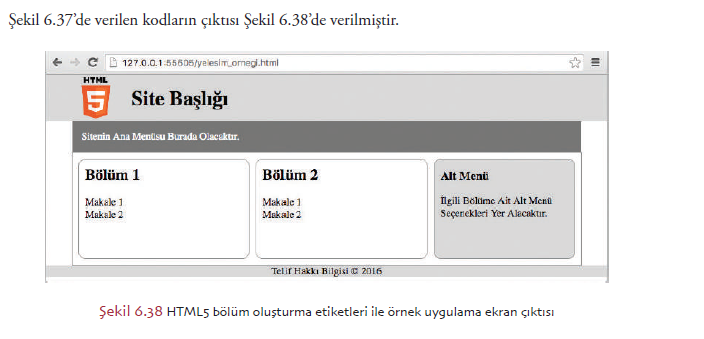 Şekil 6.37'de verilen kodların çıktısı Şekil 6.38'de verilmiştir.
127.0.0.1:55505/yelesim_ornegi.html
HTML
5
Site Başlığı
Sitenin Ana Menüsu Burada Olacaktır.
Bölüm 1
Makale 1
Makale 2
Bölüm 2
Makale 1
Makale 2
Alt Menü
İlgili Bölüme Ait Alt Menü
Seçenekleri Yer Alacaktır.
Telif Hakkı Bilgisi © 2016
Şekil 6.38 HTML5 bölüm oluşturma etiketleri ile örnek uygulama ekran çıktısı